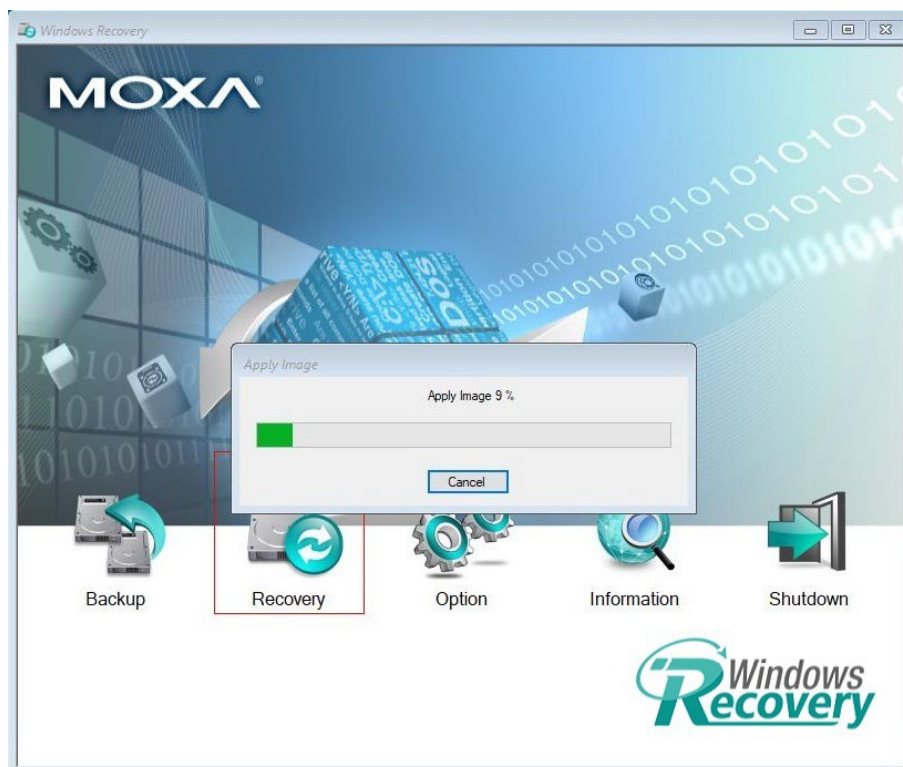 Windows Recovery
MOXA®
Apply Image
Apply Image 9 %
Cancel
Backup
Recovery
Option
Information
Shutdown
Windows
Recovery